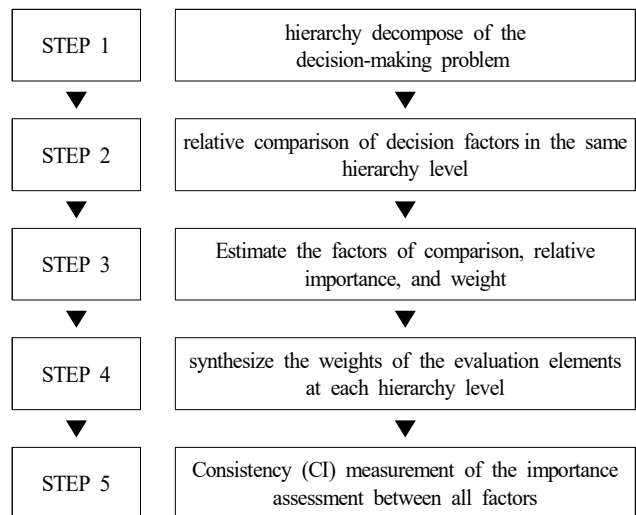 STEP 1
hierarchy decompose of the
decision-making problem
STEP 2
relative comparison of decision factors in the same
hierarchy level
STEP 3
Estimate the factors of comparison, relative
importance, and weight
STEP 4
synthesize the weights of the evaluation elements
at each hierarchy level
STEP 5
Consistency (CI) measurement of the importance
assessment between all factors